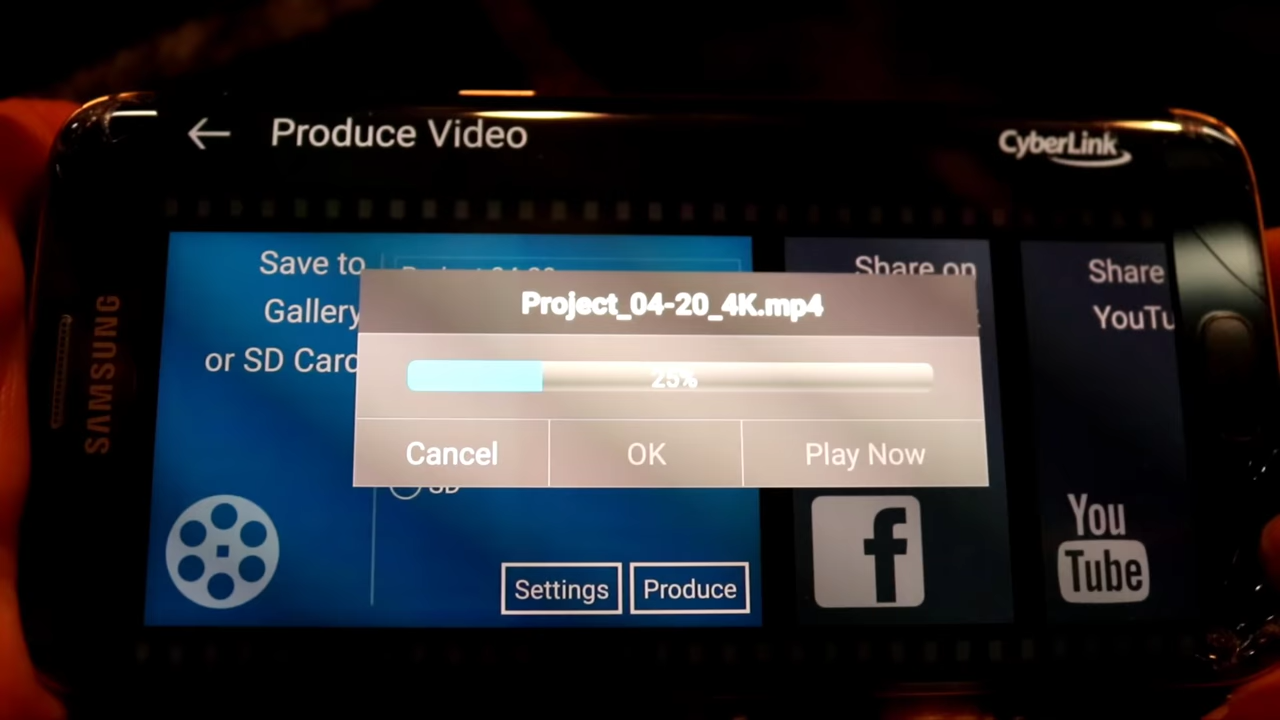 Produce Video
CyberLink
SAMSUNG
Save to
Gallery
or SD Card
Project_04-20_4K.mp4
25%
Cancel
OK
Play Now
SD
Settings
Produce
Share on
Share
YouTu
f
You
Tube